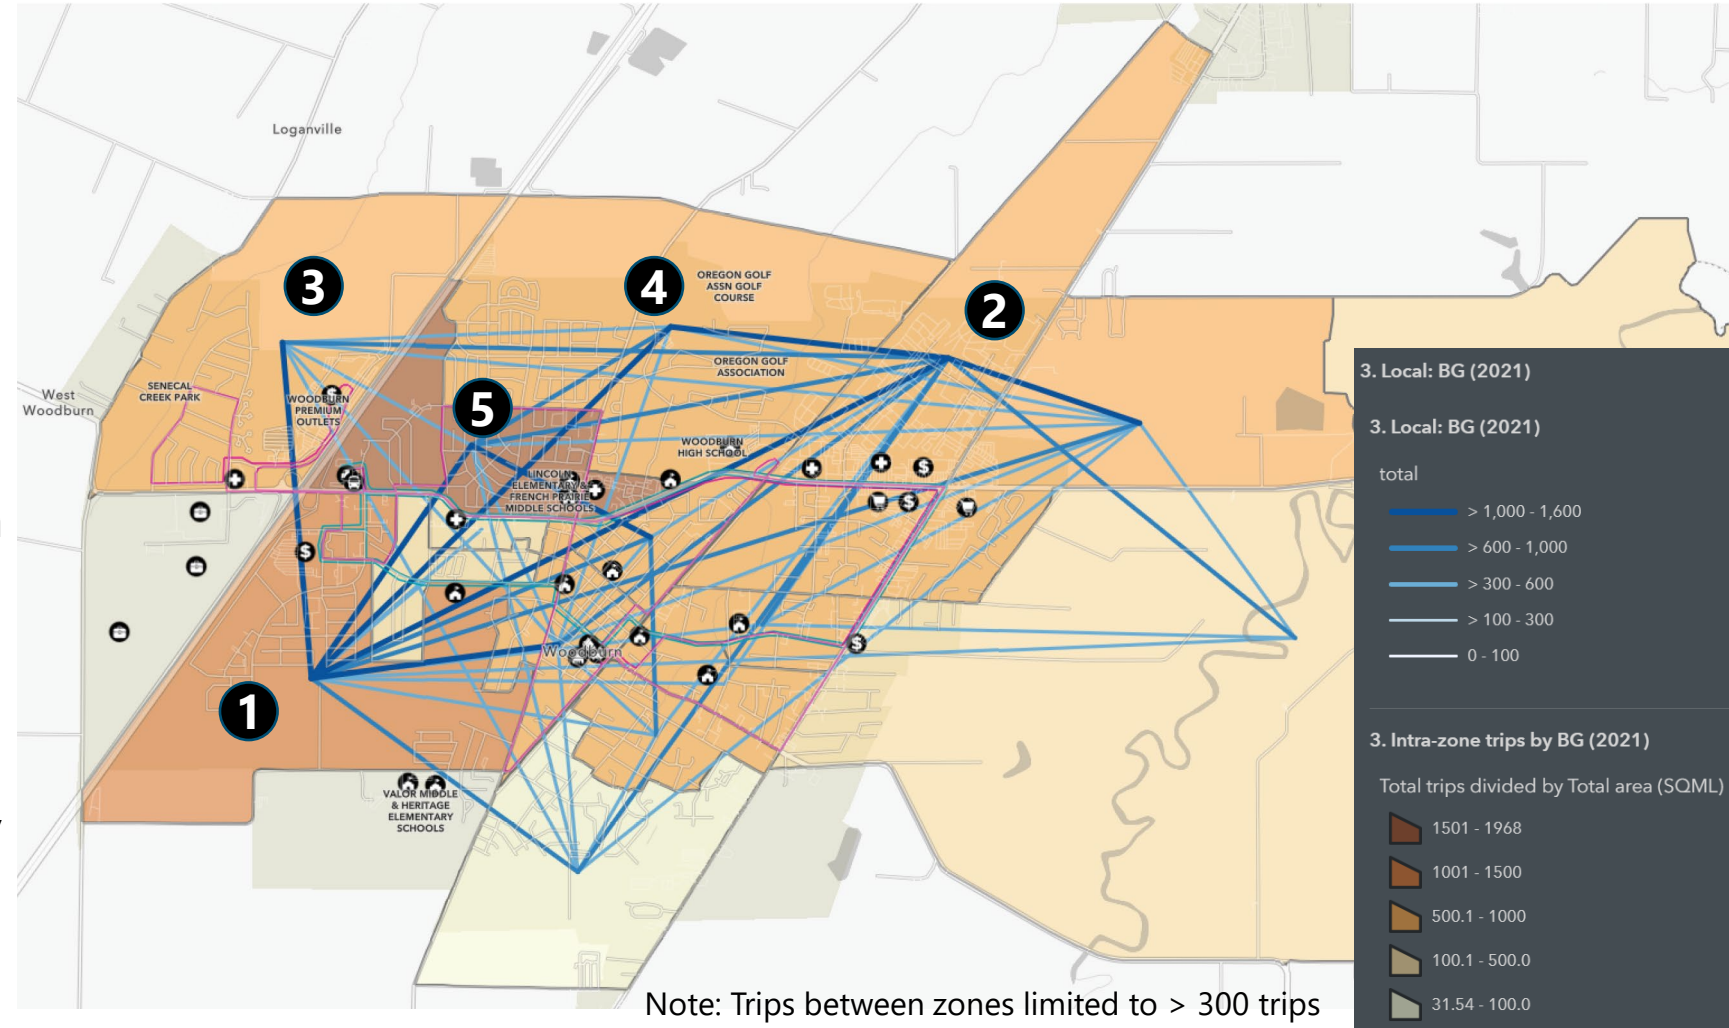 Loganville
3
4
OREGON GOLF
ASSN GOLF
COURSE
2
OREGON GOLF
ASSOCIATION
West
Woodburn
SENECAL
CREEK PARK
WOODBURN
PREMIUM
OUTLETS
5
WOODBURN
HIGH SCHOOL
LINCOLN
ELEMENTARY &
FRENCH PRAIRIE
MIDDLE SCHOOLS
Woodburn
1
VALOR MIDDLE
& HERITAGE
ELEMENTARY
SCHOOLS
Note: Trips between zones limited to > 300 trips
3. Local: BG (2021)
3. Local: BG (2021)
total
> 1,000 - 1,600
> 600 - 1,000
> 300 - 600
> 100 - 300
0 - 100
3. Intra-zone trips by BG (2021)
Total trips divided by Total area (SQML)
1501 - 1968
1001 - 1500
500.1 - 1000
100.1 - 500.0
31.54 - 100.0